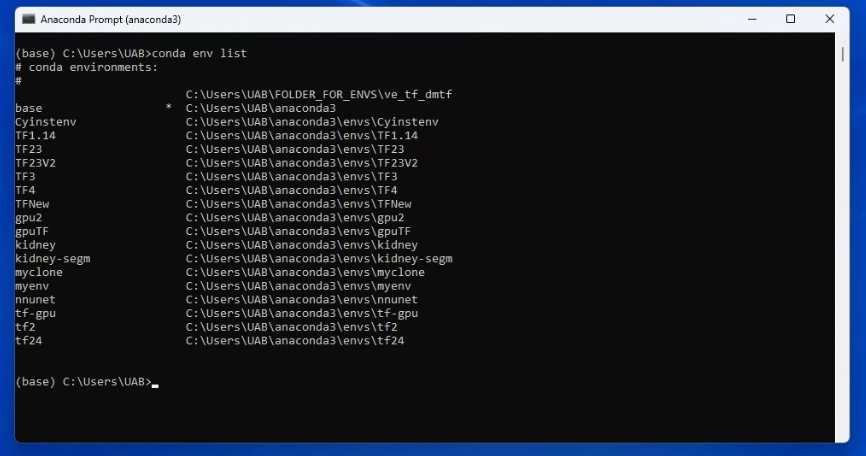 Anaconda Prompt (anaconda3)
(base) C:\Users\UAB>conda env list
# conda environments:
#
                         C:\Users\UAB\FOLDER_FOR_ENVS\ve_tf_dmtf
base                  *  C:\Users\UAB\anaconda3
Cyinstenv                C:\Users\UAB\anaconda3\envs\Cyinstenv
TF1.14                   C:\Users\UAB\anaconda3\envs\TF1.14
TF23                     C:\Users\UAB\anaconda3\envs\TF23
TF23V2                   C:\Users\UAB\anaconda3\envs\TF23V2
TF3                      C:\Users\UAB\anaconda3\envs\TF3
TF4                      C:\Users\UAB\anaconda3\envs\TF4
TFNew                    C:\Users\UAB\anaconda3\envs\TFNew
gpu2                     C:\Users\UAB\anaconda3\envs\gpu2
gpuTF                    C:\Users\UAB\anaconda3\envs\gpuTF
kidney                   C:\Users\UAB\anaconda3\envs\kidney
kidney-segm              C:\Users\UAB\anaconda3\envs\kidney-segm
myclone                  C:\Users\UAB\anaconda3\envs\myclone
myenv                    C:\Users\UAB\anaconda3\envs\myenv
nnunet                   C:\Users\UAB\anaconda3\envs\nnunet
tf-gpu                   C:\Users\UAB\anaconda3\envs\tf-gpu
tf2                      C:\Users\UAB\anaconda3\envs\tf2
tf24                     C:\Users\UAB\anaconda3\envs\tf24
(base) C:\Users\UAB>